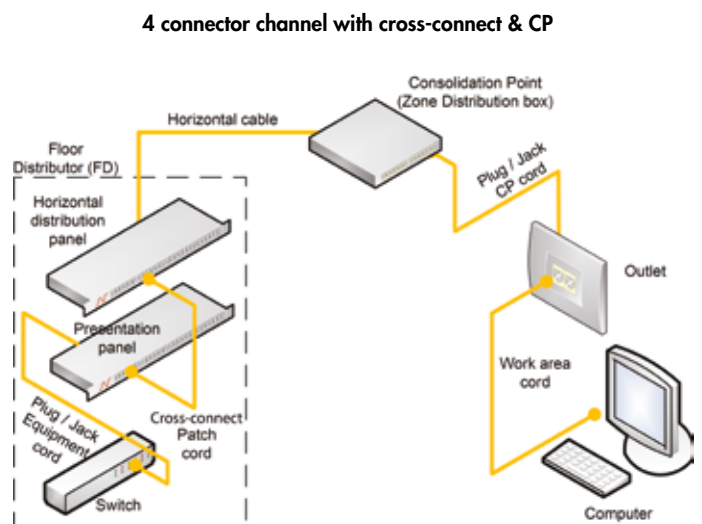 4 connector channel with cross-connect & CP
Consolidation Point
(Zone Distribution box)
Horizontal cable
Floor
Distributor (FD)
Plug / Jack
CP cord
Horizontal
distribution
panel
Outlet
Presentation
panel
Work area
cord
Plug / Jack
Equipment
cord
Cross-connect
Patch
cord
Switch
Computer